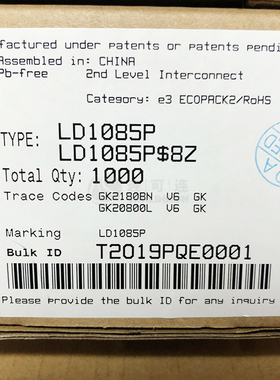 factured under patents or patents pendi
Assembled in: CHINA
Pb-free 2nd Level Interconnect
Category: e3 ECOPACK2/RoHS
TYPE: LD1085P
LD1085P$8Z
Total Qty: 1000
Trace Codes GK2180BN V6 GK
GK20800L V6 GK
Marking LD1085P
Bulk ID T2019PQE0001
Please provide the bulk ID for any inquiry